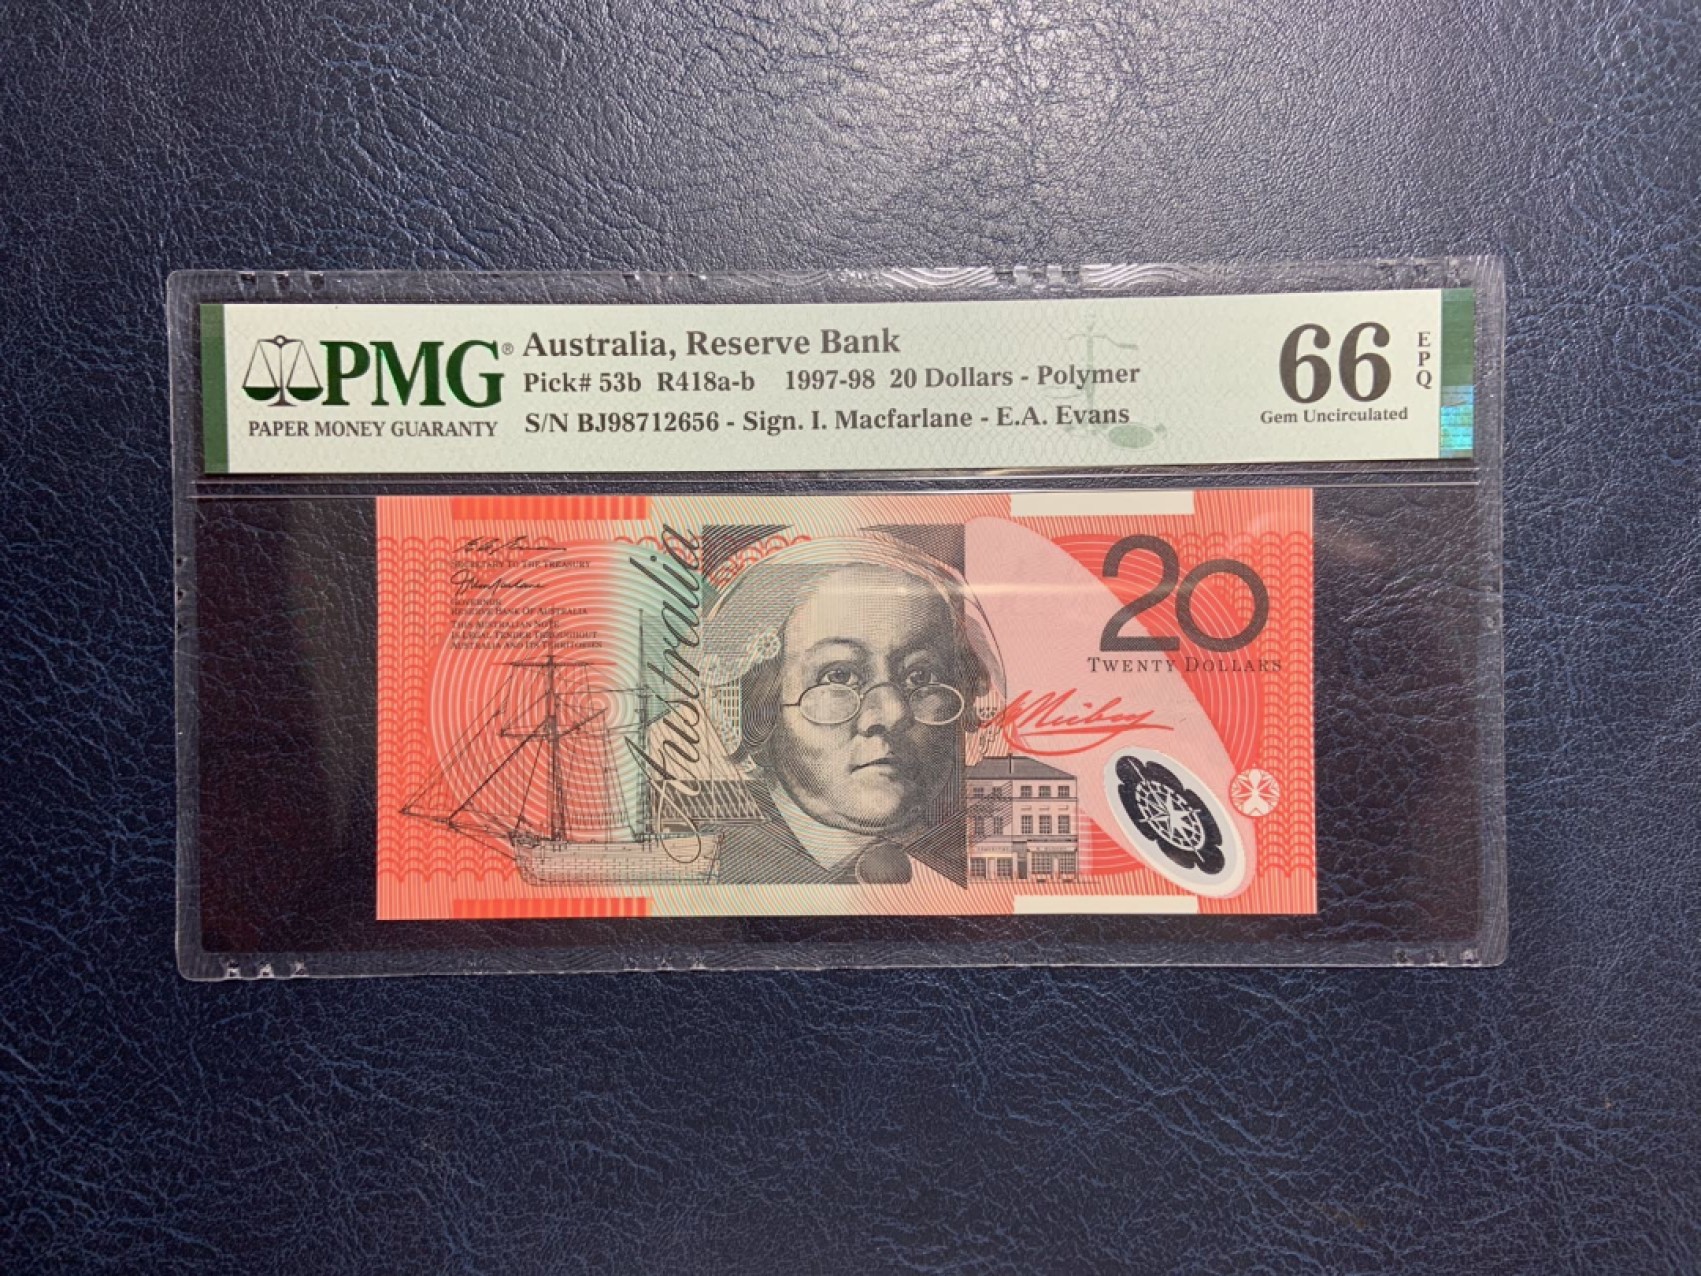 PMG®
PAPER MONEY GUARANTY
Australia, Reserve Bank
Pick# 53b R418a-b 1997-98 20 Dollars - Polymer
S/N BJ98712656 - Sign. I. Macfarlane - E.A. Evans
66
EPQ
Gem Uncirculated
SECRETARY TO THE TREASURY
GOVERNOR
RESERVE BANK OF AUSTRALIA
THIS AUSTRALIAN NOTE
IS LEGAL TENDER THROUGHOUT
AUSTRALIA AND ITS TERRITORIES
Australia
20
TWENTY DOLLARS